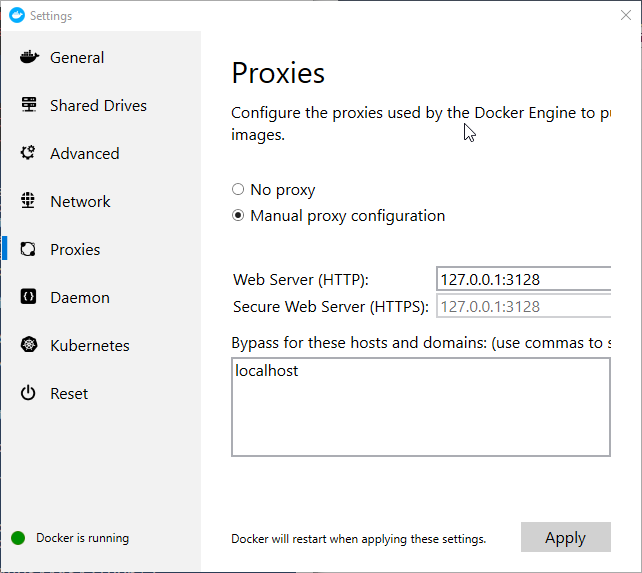 Settings
General
Shared Drives
Advanced
Network
Proxies
Daemon
Kubernetes
Reset
Docker is running
Proxies
Configure the proxies used by the Docker Engine to pu
images.
No proxy
Manual proxy configuration
Web Server (HTTP): 127.0.0.1:3128
Secure Web Server (HTTPS): 127.0.0.1:3128
Bypass for these hosts and domains: (use commas to s
localhost
Docker will restart when applying these settings. Apply